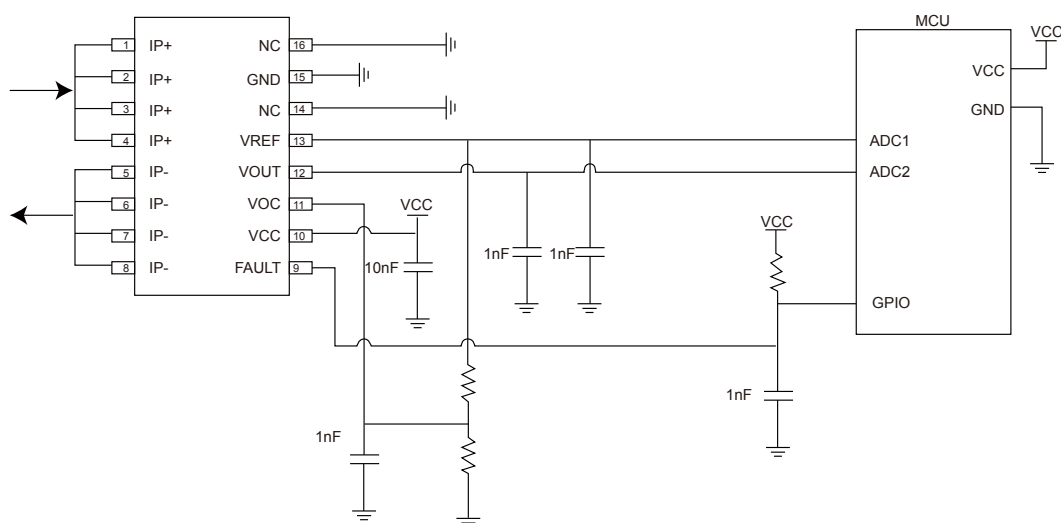 MCU
VCC
1 IP+ NC 16
2 IP+ GND 15
3 IP+ NC 14
4 IP+ VREF 13
5 IP- VOUT 12
6 IP- VOC 11
7 IP- VCC 10
8 IP- FAULT 9
VCC
GND
ADC1
ADC2
GPIO
VCC
10nF
1nF
1nF
VCC
1nF
1nF